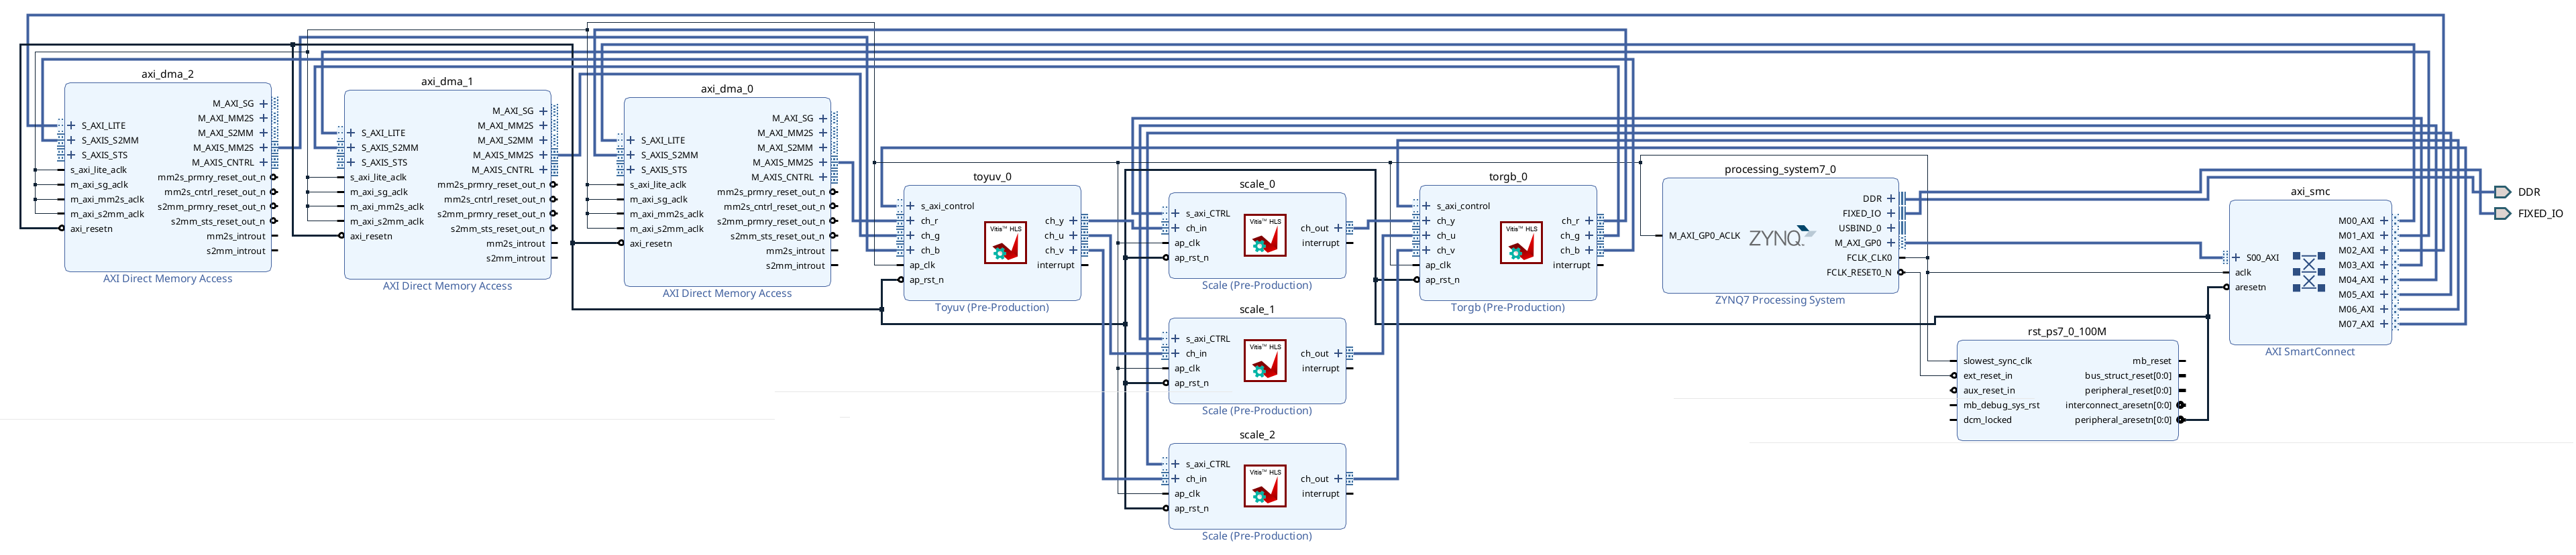 axi_dma_2
S_AXI_LITE
S_AXIS_S2MM
S_AXIS_STS
s_axi_lite_aclk
m_axi_sg_aclk
m_axi_mm2s_aclk
m_axi_s2mm_aclk
axi_resetn
M_AXI_SG
M_AXI_MM2S
M_AXI_S2MM
M_AXIS_MM2S
M_AXIS_CNTRL
mm2s_prmry_reset_out_n
mm2s_cntrl_reset_out_n
s2mm_prmry_reset_out_n
s2mm_sts_reset_out_n
mm2s_introut
s2mm_introut
AXI Direct Memory Access
axi_dma_1
S_AXI_LITE
S_AXIS_S2MM
S_AXIS_STS
s_axi_lite_aclk
m_axi_sg_aclk
m_axi_mm2s_aclk
m_axi_s2mm_aclk
axi_resetn
M_AXI_SG
M_AXI_MM2S
M_AXI_S2MM
M_AXIS_MM2S
M_AXIS_CNTRL
mm2s_prmry_reset_out_n
mm2s_cntrl_reset_out_n
s2mm_prmry_reset_out_n
s2mm_sts_reset_out_n
mm2s_introut
s2mm_introut
AXI Direct Memory Access
axi_dma_0
S_AXI_LITE
S_AXIS_S2MM
S_AXIS_STS
s_axi_lite_aclk
m_axi_sg_aclk
m_axi_mm2s_aclk
m_axi_s2mm_aclk
axi_resetn
M_AXI_SG
M_AXI_MM2S
M_AXI_S2MM
M_AXIS_MM2S
M_AXIS_CNTRL
mm2s_prmry_reset_out_n
mm2s_cntrl_reset_out_n
s2mm_prmry_reset_out_n
s2mm_sts_reset_out_n
mm2s_introut
s2mm_introut
AXI Direct Memory Access
toyuv_0
s_axi_control
ch_r
ch_g
ch_b
ap_clk
ap_rst_n
Vitis™ HLS
ch_y
ch_u
ch_v
interrupt
Toyuv (Pre-Production)
scale_0
s_axi_CTRL
ch_in
ap_clk
ap_rst_n
Vitis™ HLS
ch_out
interrupt
Scale (Pre-Production)
scale_1
s_axi_CTRL
ch_in
ap_clk
ap_rst_n
Vitis™ HLS
ch_out
interrupt
Scale (Pre-Production)
scale_2
s_axi_CTRL
ch_in
ap_clk
ap_rst_n
Vitis™ HLS
ch_out
interrupt
Scale (Pre-Production)
torgb_0
s_axi_control
ch_y
ch_u
ch_v
ap_clk
ap_rst_n
Vitis™ HLS
ch_r
ch_g
ch_b
interrupt
Torgb (Pre-Production)
processing_system7_0
M_AXI_GP0_ACLK
ZYNQ
DDR
FIXED_IO
USBIND_0
M_AXI_GP0
FCLK_CLK0
FCLK_RESET0_N
ZYNQ7 Processing System
rst_ps7_0_100M
slowest_sync_clk
ext_reset_in
aux_reset_in
mb_debug_sys_rst
dcm_locked
mb_reset
bus_struct_reset[0:0]
peripheral_reset[0:0]
interconnect_aresetn[0:0]
peripheral_aresetn[0:0]
axi_smc
S00_AXI
aclk
aresetn
M00_AXI
M01_AXI
M02_AXI
M03_AXI
M04_AXI
M05_AXI
M06_AXI
M07_AXI
AXI SmartConnect
DDR
FIXED_IO